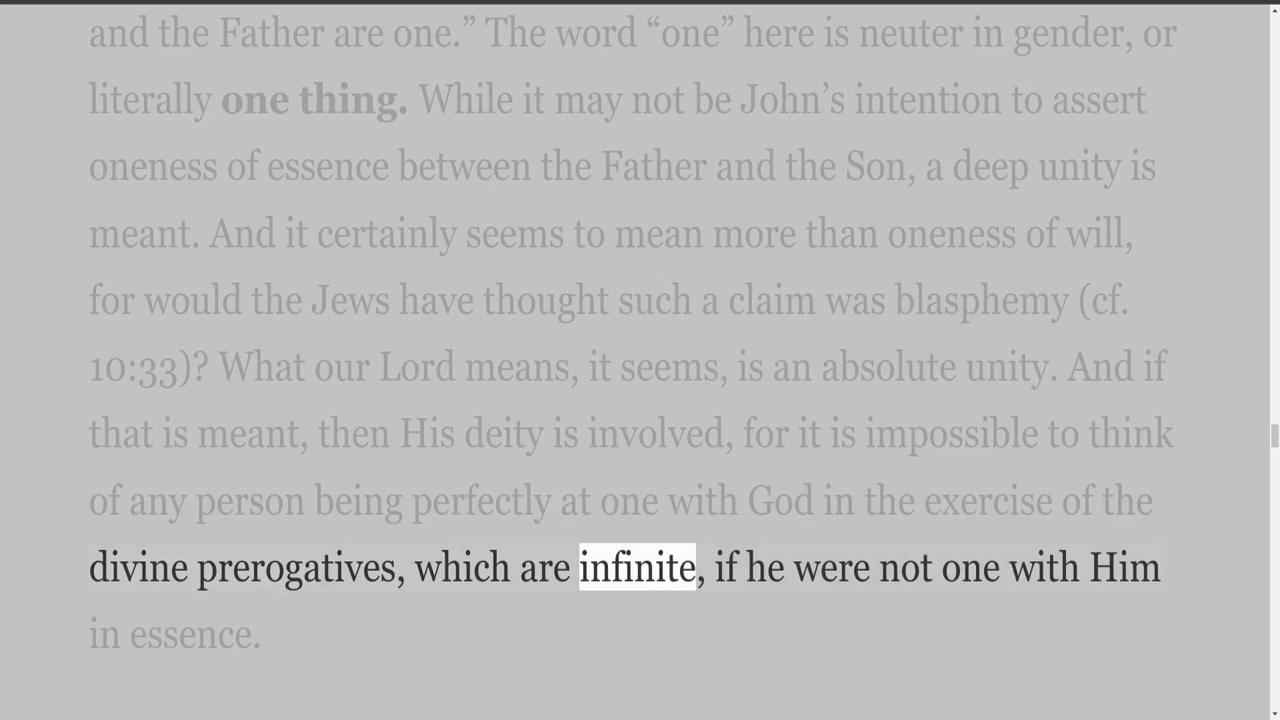 and the Father are one.” The word “one” here is neuter in gender, or
literally one thing. While it may not be John’s intention to assert
oneness of essence between the Father and the Son, a deep unity is
meant. And it certainly seems to mean more than oneness of will,
for would the Jews have thought such a claim was blasphemy (cf.
10:33)? What our Lord means, it seems, is an absolute unity. And if
that is meant, then His deity is involved, for it is impossible to think
of any person being perfectly at one with God in the exercise of the
divine prerogatives, which are infinite, if he were not one with Him
in essence.